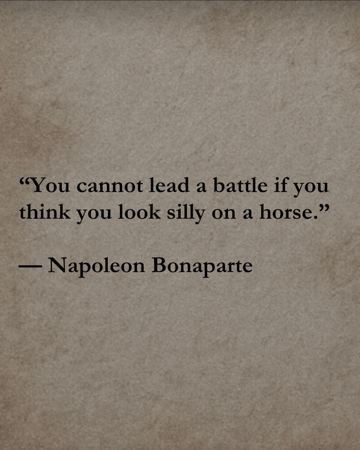 “You cannot lead a battle if you
think you look silly on a horse.”
— Napoleon Bonaparte